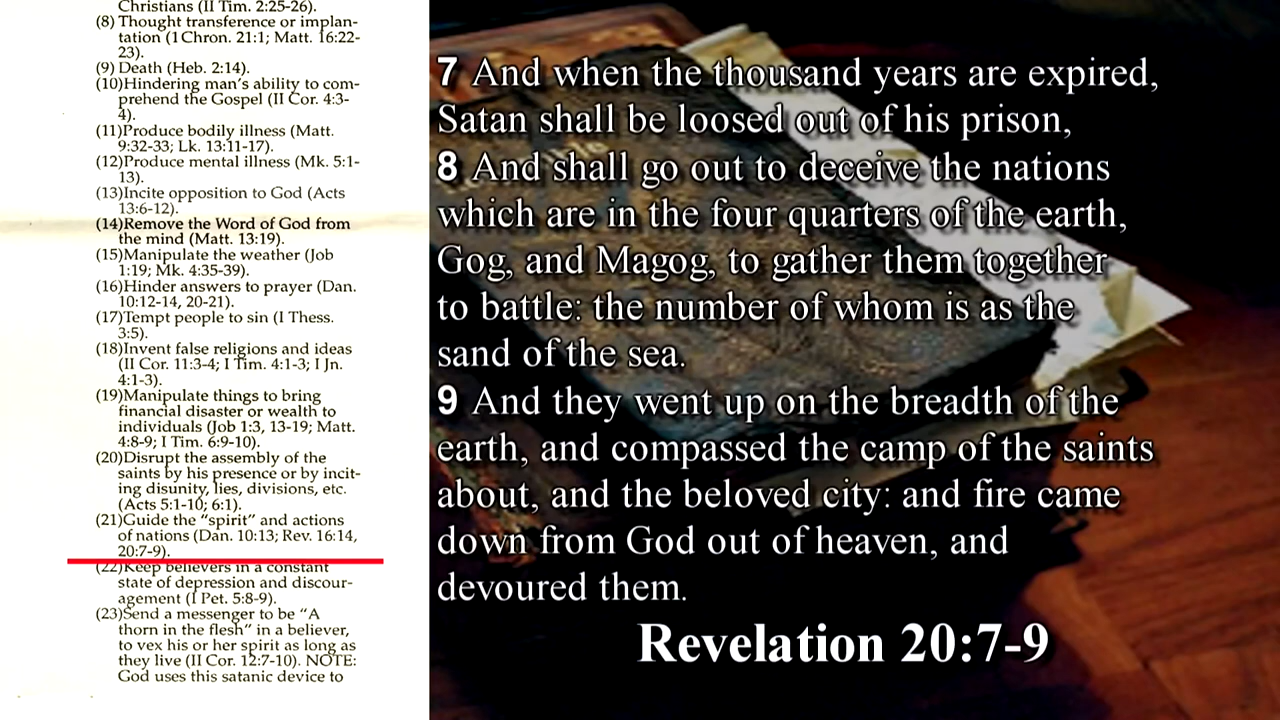 Christians (II Tim. 2:25-26).
(8) Thought transference or implan-
tation (1 Chron. 21:1; Matt. 16:22-
23).
(9) Death (Heb. 2:14).
(10)Hindering man's ability to com-
prehend the Gospel (II Cor. 4:3-
4).
(11)Produce bodily illness (Matt.
9:32-33; Lk. 13:11-17).
(12)Produce mental illness (Mk. 5:1-
13).
(13)Incite opposition to God (Acts
13:6-12).
(14)Remove the Word of God from
the mind (Matt. 13:19).
(15)Manipulate the weather (Job
1:19; Mk. 4:35-39).
(16)Hinder answers to prayer (Dan.
10:12-14, 20-21).
(17)Tempt people to sin (I Thess.
3:5).
(18)Invent false religions and ideas
(II Cor. 11:3-4; I Tim. 4:1-3; I Jn.
4:1-3).
(19)Manipulate things to bring
financial disaster or wealth to
individuals (Job 1:3, 13-19; Matt.
4:8-9; I Tim. 6:9-10).
(20)Disrupt the assembly of the
saints by his presence or by incit-
ing disunity, lies, divisions, etc.
(Acts 5:1-10; 6:1).
(21)Guide the "spirit" and actions
of nations (Dan. 10:13; Rev. 16:14,
20:7-9).
(22)Keep believers in a constant
state of depression and discour-
agement (I Pet. 5:8-9).
(23)Send a messenger to be "A
thorn in the flesh" in a believer,
to vex his or her spirit as long as
they live (II Cor. 12:7-10). NOTE:
God uses this satanic device to
7 And when the thousand years are expired,
Satan shall be loosed out of his prison,
8 And shall go out to deceive the nations
which are in the four quarters of the earth,
Gog, and Magog, to gather them together
to battle: the number of whom is as the
sand of the sea.
9 And they went up on the breadth of the
earth, and compassed the camp of the saints
about, and the beloved city: and fire came
down from God out of heaven, and
devoured them.
Revelation 20:7-9